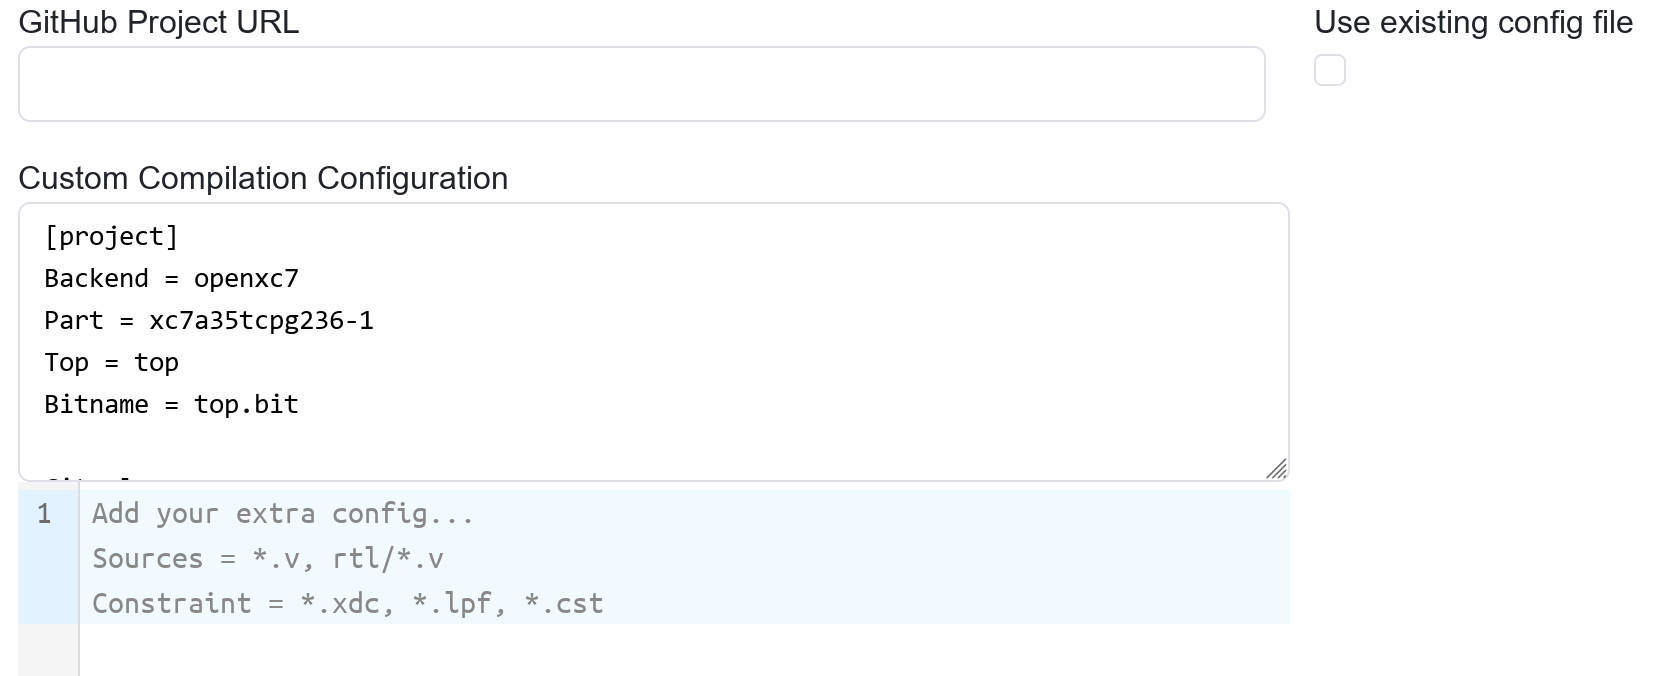 GitHub Project URL
Use existing config file
Custom Compilation Configuration
[project]
Backend = openxc7
Part = xc7a35tcpg236-1
Top = top
Bitname = top.bit
1 Add your extra config...
Sources = *.v, rtl/*.v
Constraint = *.xdc, *.lpf, *.cst